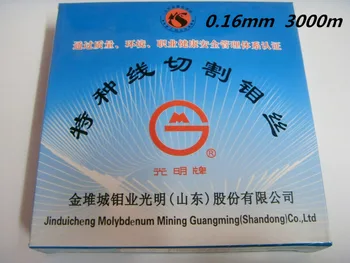 0.16mm 3000m
通过质量、环境、职业健康安全管理体系认证
特种线切割钼丝
®
光明牌
金堆城钼业光明(山东)股份有限公司
Jinduicheng Molybdenum Mining Guangming(Shandong)Co.,Ltd